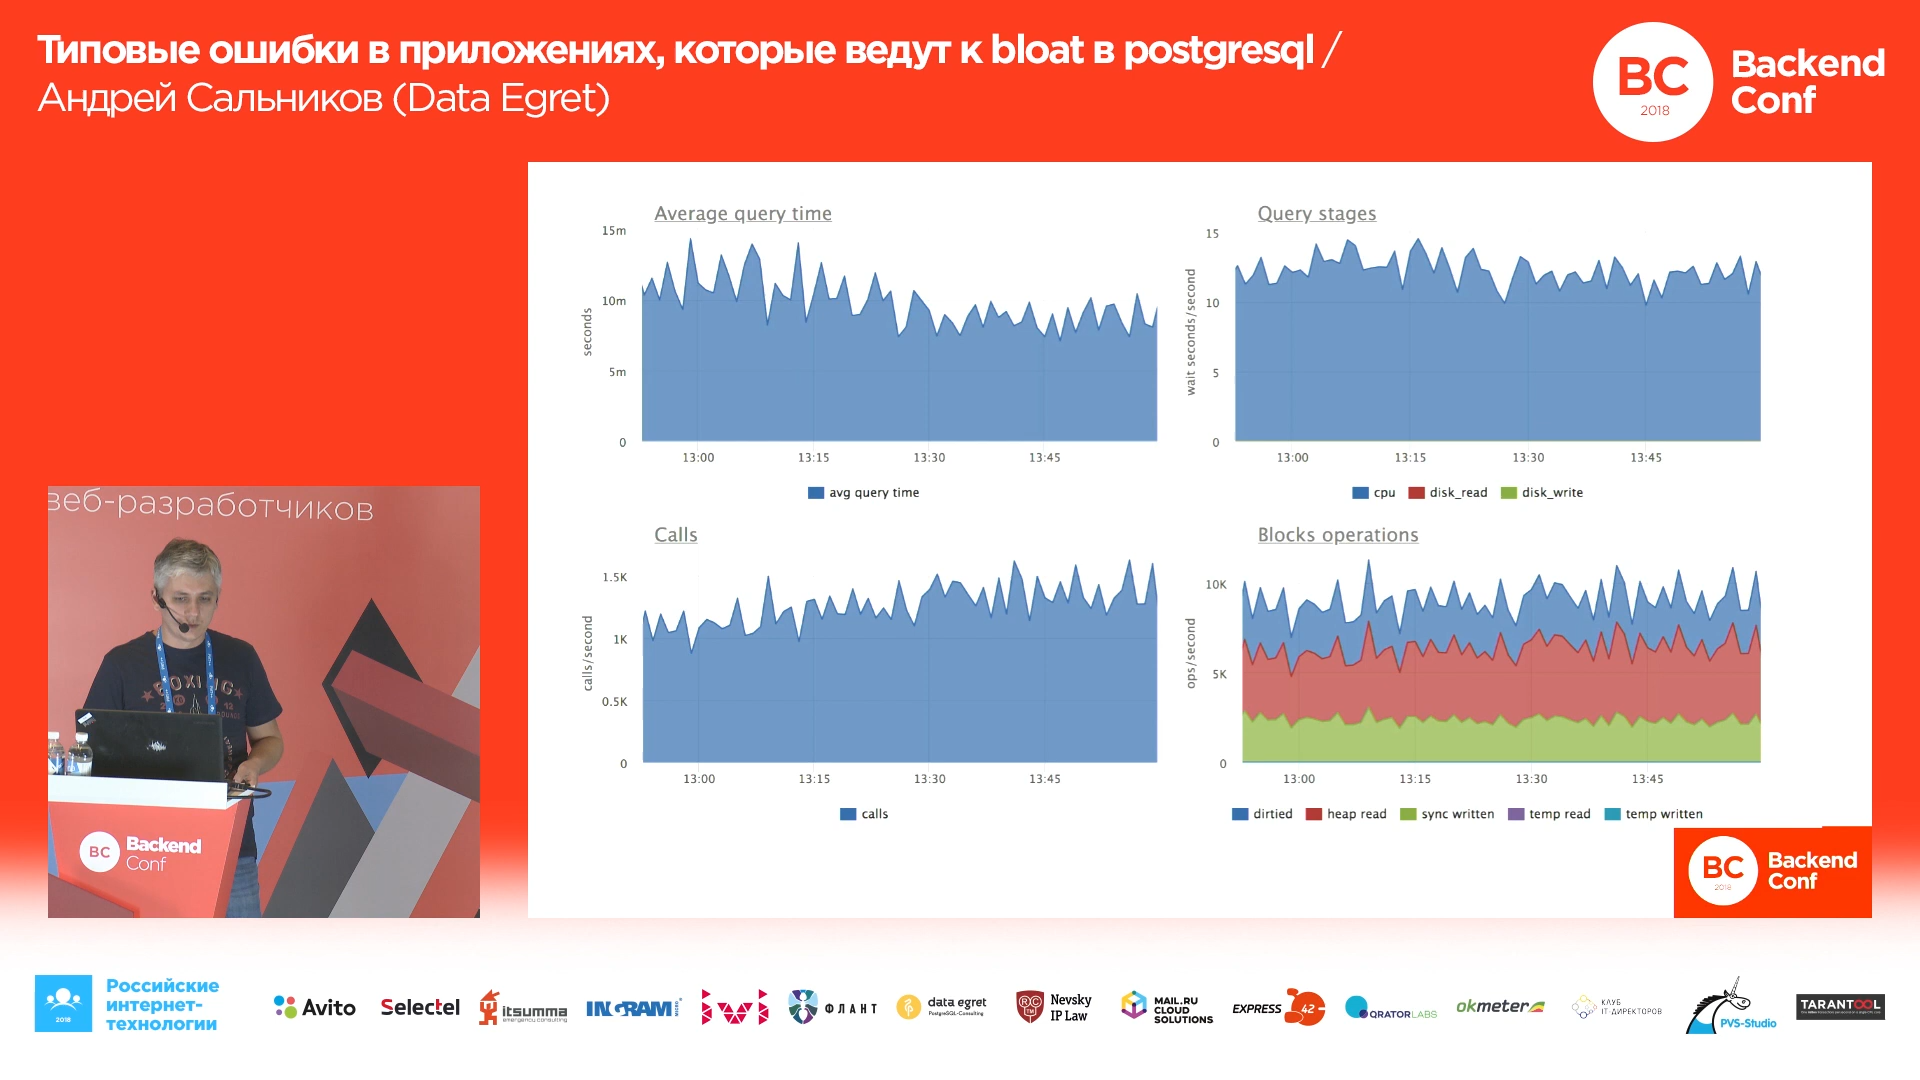 Типовые ошибки в приложениях, которые ведут к bloat в postgresql /
Андрей Сальников (Data Egret)
BC
2018
Backend
Conf
Average query time
15m
10m
5m
0
seconds
13:00 13:15 13:30 13:45
avg query time
Query stages
15
10
5
0
wait seconds/second
13:00 13:15 13:30 13:45
cpu disk_read disk_write
Calls
1.5K
1K
0.5K
0
calls/second
13:00 13:15 13:30 13:45
calls
Blocks operations
10K
5K
0
ops/second
13:00 13:15 13:30 13:45
dirtied heap read sync written temp read temp written
BC
2018
Backend
Conf
веб-разработчиков
BOXING
BC
Backend
Conf
2018
Российские
интернет-
технологии
Avito
Selectel
itsumma
emergency consulting
INGRAM
MICRO
ivi
ФЛАНТ
data egret
PostgreSQL-Consulting
RC
TM
Nevsky
IP Law
MAIL.RU
CLOUD
SOLUTIONS
EXPRESS 42
QRATORLABS
okmeter
КЛУБ
IT-ДИРЕКТОРОВ
PVS-Studio
TARANTOOL